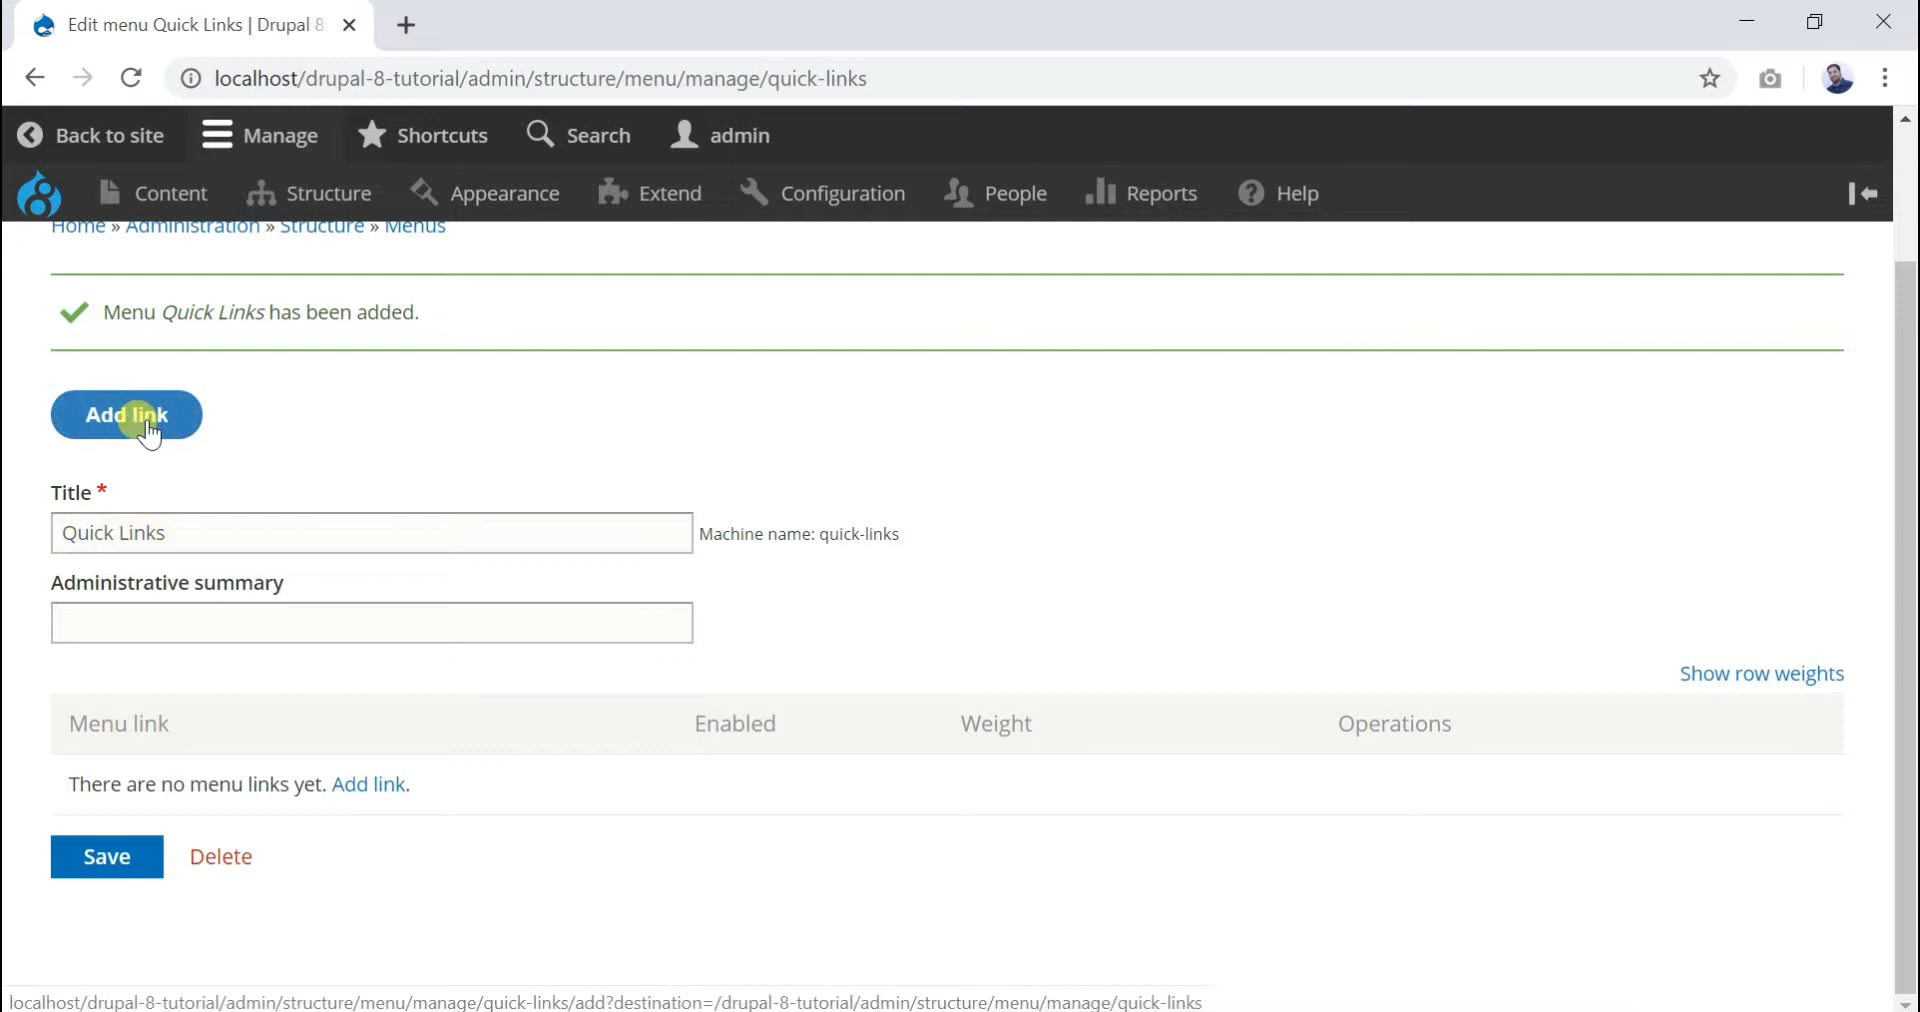 Edit menu Quick Links | Drupal 8
localhost/drupal-8-tutorial/admin/structure/menu/manage/quick-links
Back to site Manage Shortcuts Search admin
Content Structure Appearance Extend Configuration People Reports Help
Home » Administration » Structure » Menus
Menu Quick Links has been added.
Add link
Title *
Quick Links Machine name: quick-links
Administrative summary
Show row weights
Menu link Enabled Weight Operations
There are no menu links yet. Add link.
Save Delete
localhost/drupal-8-tutorial/admin/structure/menu/manage/quick-links/add?destination=/drupal-8-tutorial/admin/structure/menu/manage/quick-links